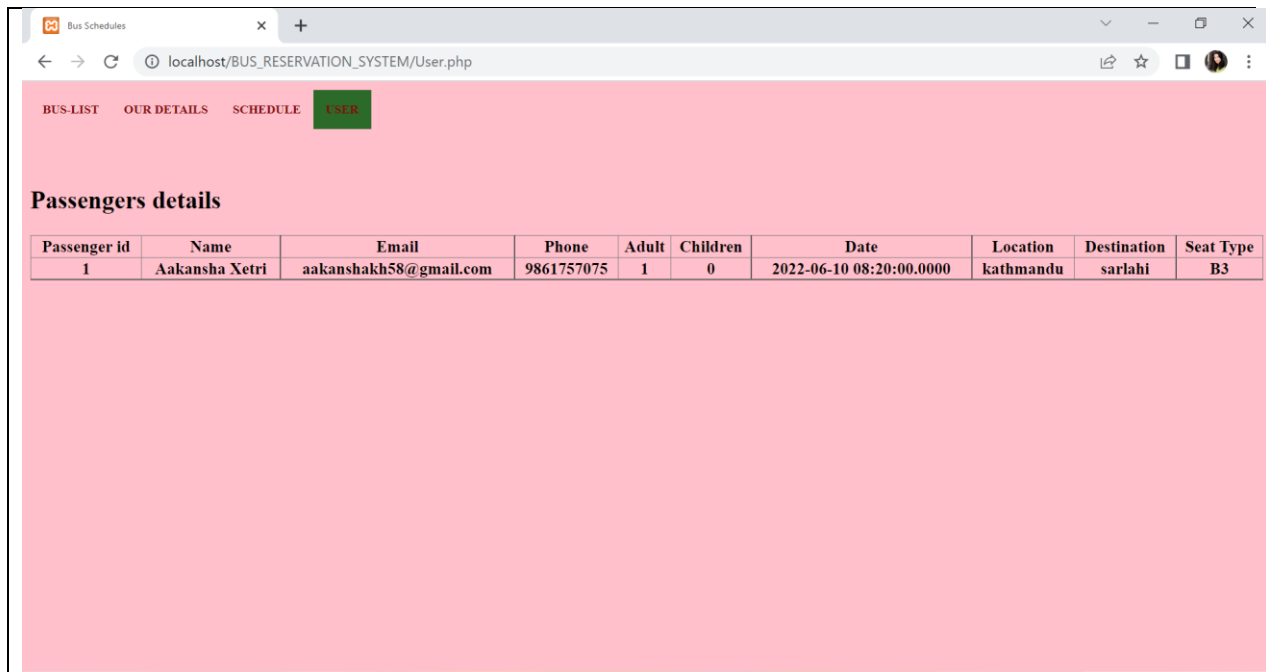 Bus Schedules
localhost/BUS_RESERVATION_SYSTEM/User.php
BUS-LIST OUR DETAILS SCHEDULE USER
Passengers details
Passenger id Name Email Phone Adult Children Date Location Destination Seat Type
1 Aakansha Xetri aakanshakh58@gmail.com 9861757075 1 0 2022-06-10 08:20:00.0000 kathmandu sarlahi B3